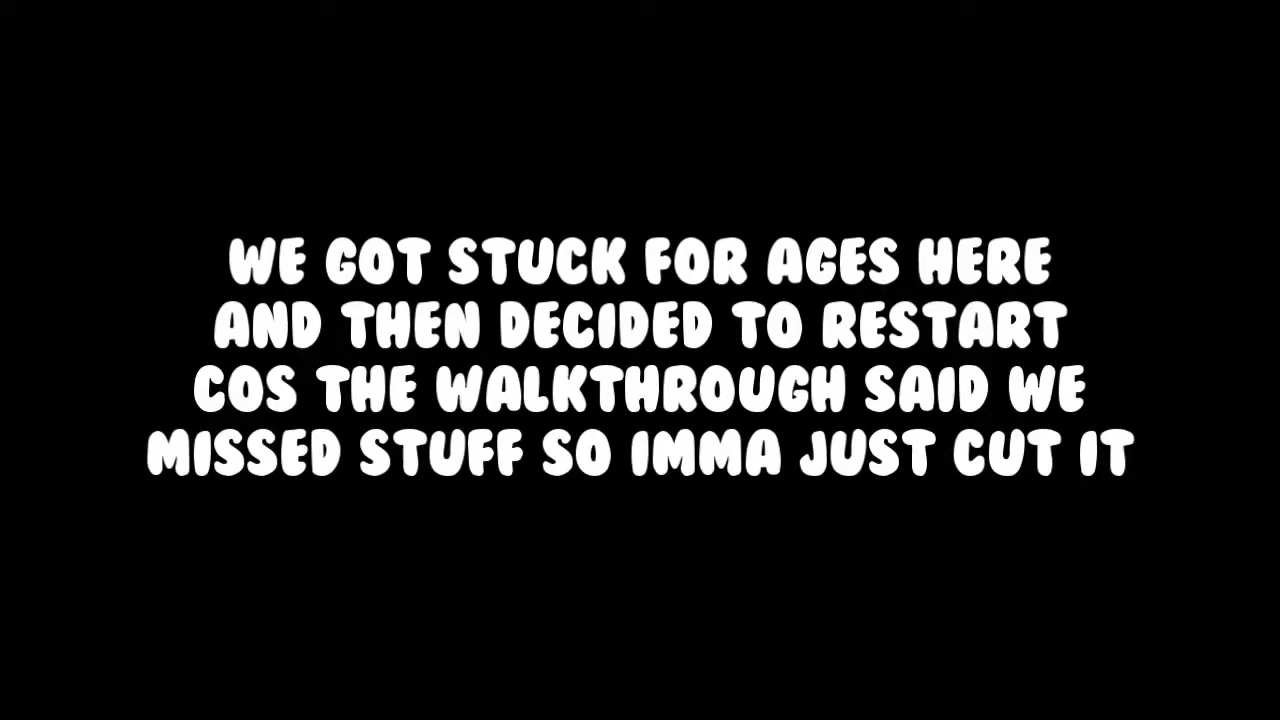 WE GOT STUCK FOR AGES HERE
AND THEN DECIDED TO RESTART
COS THE WALKTHROUGH SAID WE
MISSED STUFF SO IMMA JUST CUT IT